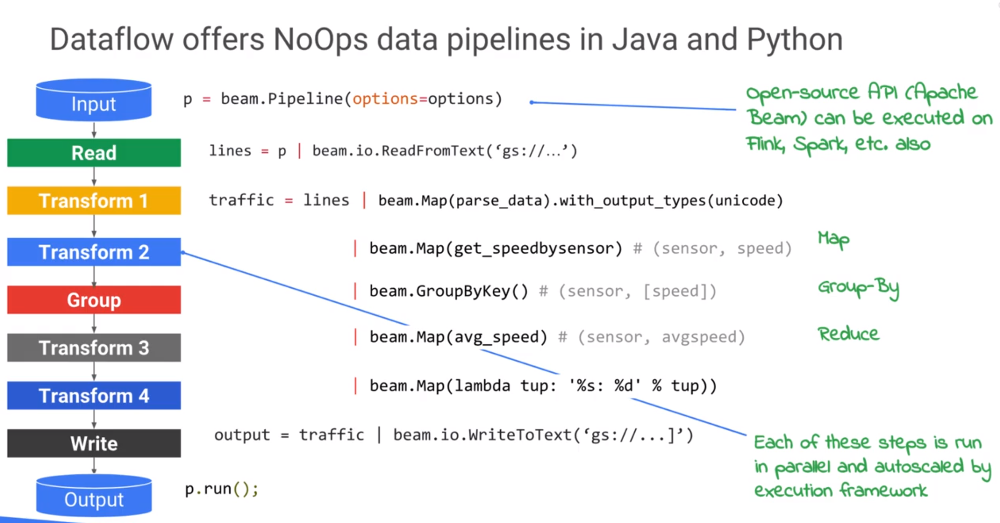 Dataflow offers NoOps data pipelines in Java and Python
Input
p = beam.Pipeline(options=options)
Open-source API (Apache
Beam) can be executed on
Flink, Spark, etc. also
Read
lines = p | beam.io.ReadFromText(‘gs://...’)
Transform 1
traffic = lines | beam.Map(parse_data).with_output_types(unicode)
Transform 2
| beam.Map(get_speedbysensor) # (sensor, speed)
Map
Group
| beam.GroupByKey() # (sensor, [speed])
Group-By
Transform 3
| beam.Map(avg_speed) # (sensor, avgspeed)
Reduce
Transform 4
| beam.Map(lambda tup: '%s: %d' % tup))
Write
output = traffic | beam.io.WriteToText(‘gs://...]’)
Each of these steps is run
in parallel and autoscaled by
execution framework
Output
p.run();